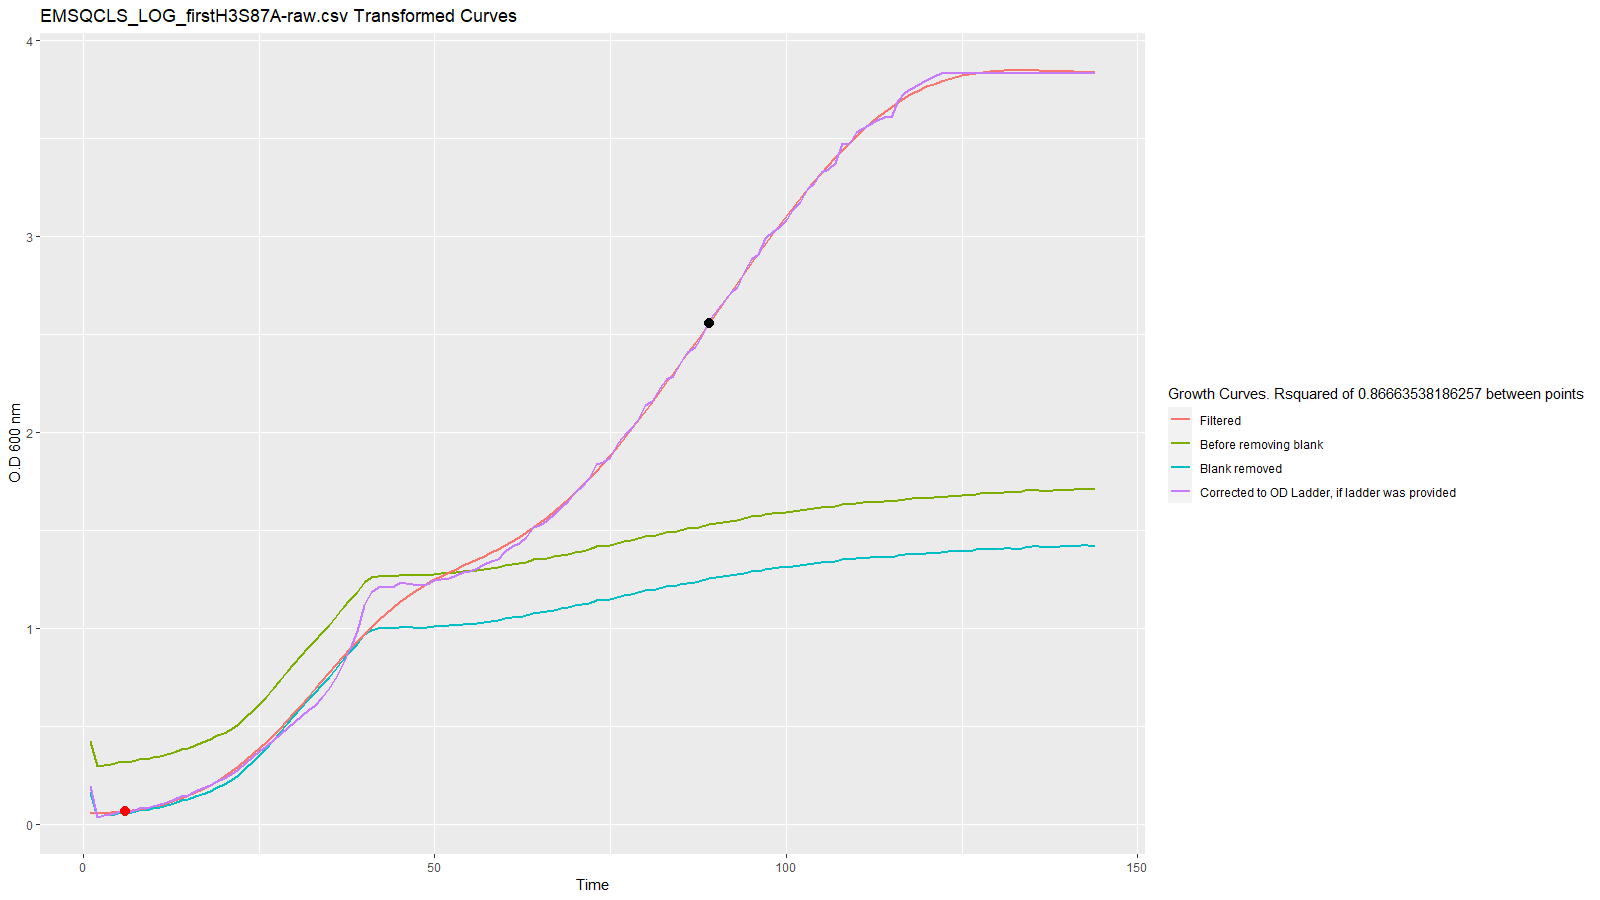 EMSQCLS_LOG_firstH3S87A-raw.csv Transformed Curves
4
3
2
1
0
O.D 600 nm
0
50
100
150
Time
Growth Curves. Rsquared of 0.86663538186257 between points
Filtered
Before removing blank
Blank removed
Corrected to OD Ladder, if ladder was provided